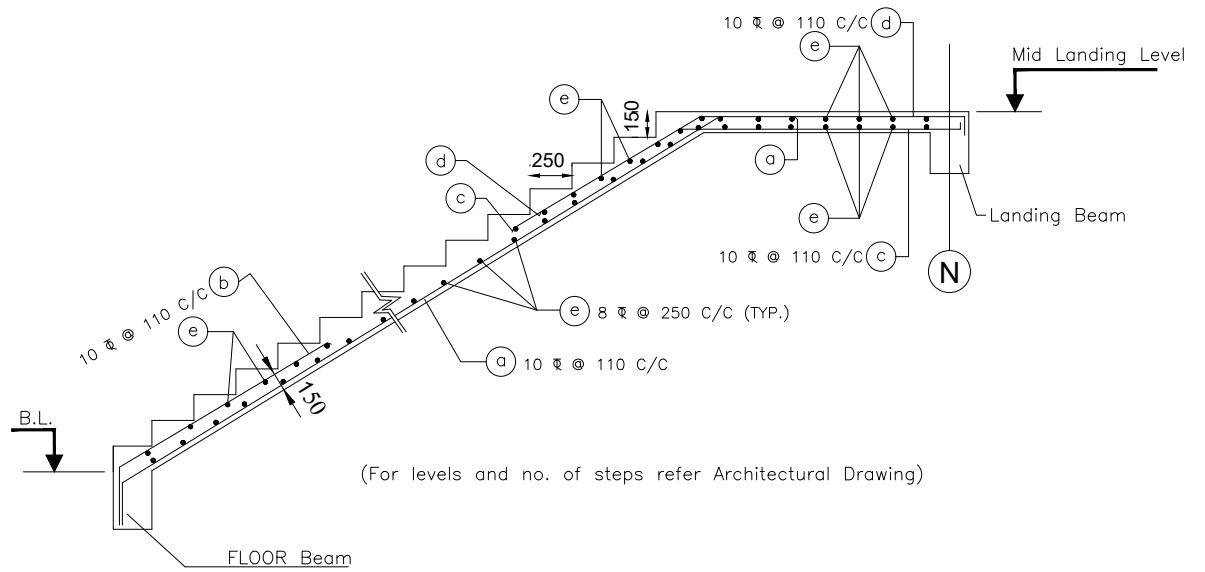 10 Ꞧ @ 110 C/C d
e
Mid Landing Level
e
150
a
d
250
c
e
Landing Beam
10 Ꞧ @ 110 C/C c
N
10 Ꞧ @ 110 C/C b
e
e 8 Ꞧ @ 250 C/C (TYP.)
a 10 Ꞧ @ 110 C/C
150
B.L.
(For levels and no. of steps refer Architectural Drawing)
FLOOR Beam